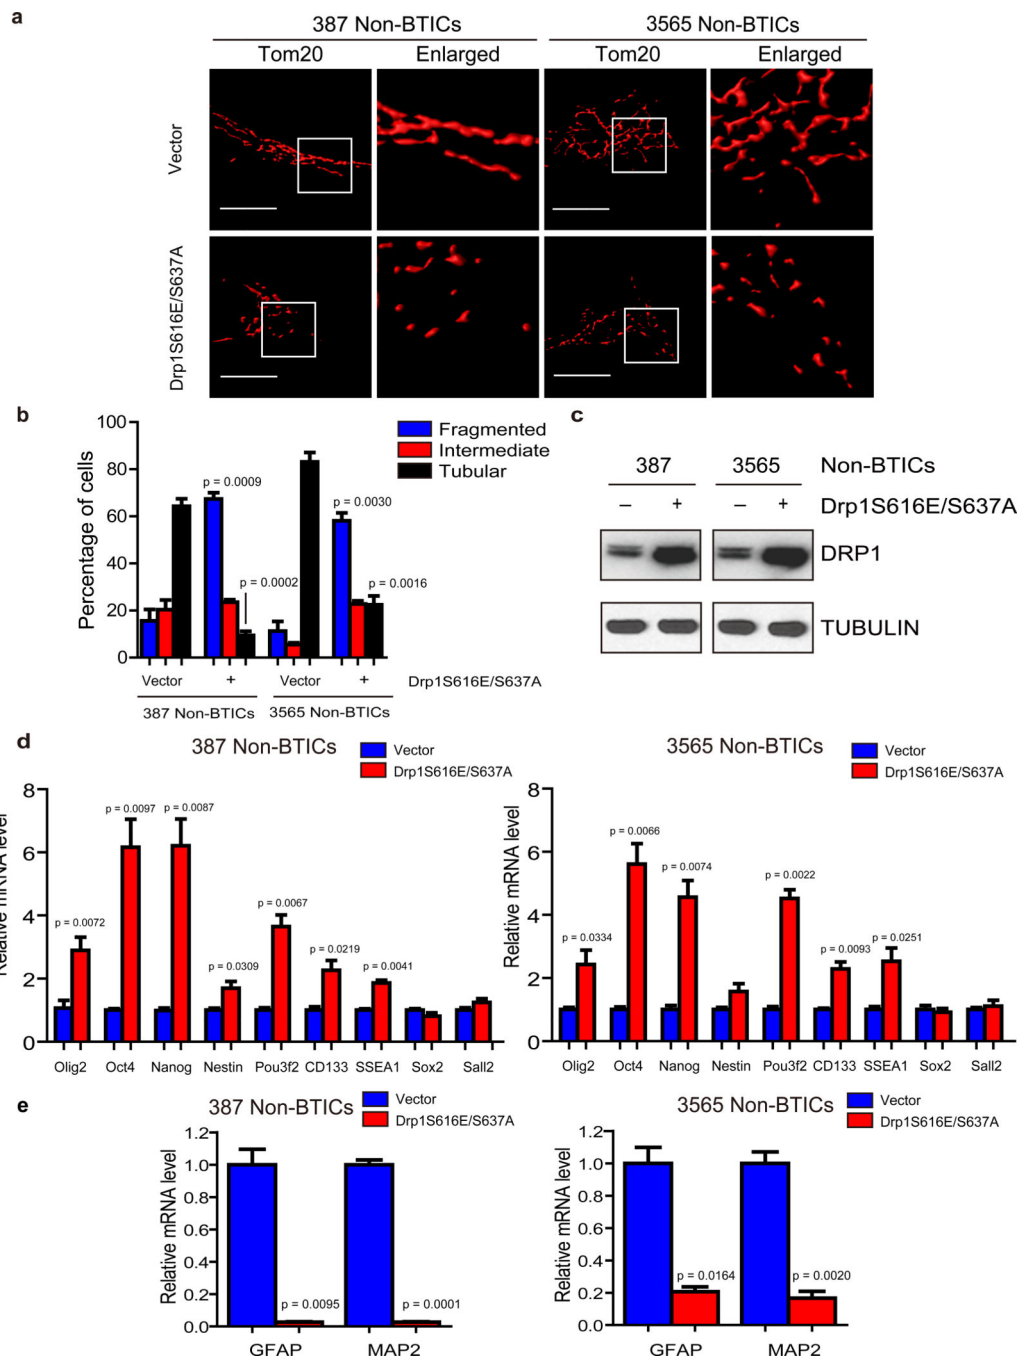 a
387 Non-BTICs 3565 Non-BTICs
Tom20 Enlarged Tom20 Enlarged
Vector
Drp1S616E/S637A
b
Percentage of cells
100
80
60
40
20
0
Fragmented
Intermediate
Tubular
p = 0.0009
p = 0.0002
p = 0.0030
p = 0.0016
Vector + Vector + Drp1S616E/S637A
387 Non-BTICs 3565 Non-BTICs
c
387 3565 Non-BTICs
– + – + Drp1S616E/S637A
DRP1
TUBULIN
d
387 Non-BTICs
Vector
Drp1S616E/S637A
Relative mRNA level
8
6
4
2
0
p = 0.0072
p = 0.0097
p = 0.0087
p = 0.0309
p = 0.0067
p = 0.0219
p = 0.0041
Olig2 Oct4 Nanog Nestin Pou3f2 CD133 SSEA1 Sox2 Sall2
3565 Non-BTICs
Vector
Drp1S616E/S637A
Relative mRNA level
8
6
4
2
0
p = 0.0334
p = 0.0066
p = 0.0074
p = 0.0022
p = 0.0093
p = 0.0251
Olig2 Oct4 Nanog Nestin Pou3f2 CD133 SSEA1 Sox2 Sall2
e
387 Non-BTICs
Vector
Drp1S616E/S637A
Relative mRNA level
1.2
1.0
0.8
0.6
0.4
0.2
0.0
p = 0.0095
p = 0.0001
GFAP MAP2
3565 Non-BTICs
Vector
Drp1S616E/S637A
Relative mRNA level
1.2
1.0
0.8
0.6
0.4
0.2
0.0
p = 0.0164
p = 0.0020
GFAP MAP2